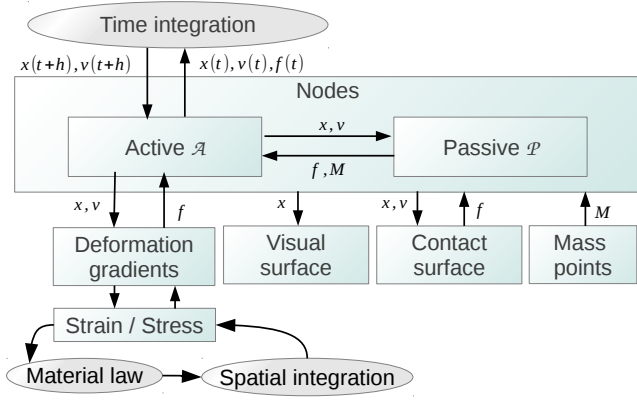 Time integration
x(t+h),v(t+h)
x(t),v(t),f(t)
Nodes
Active 𝒜
x,v
f,M
Passive 𝒫
x,v
f
x
x,v
f
M
Deformation
gradients
Visual
surface
Contact
surface
Mass
points
Strain / Stress
Material law
Spatial integration